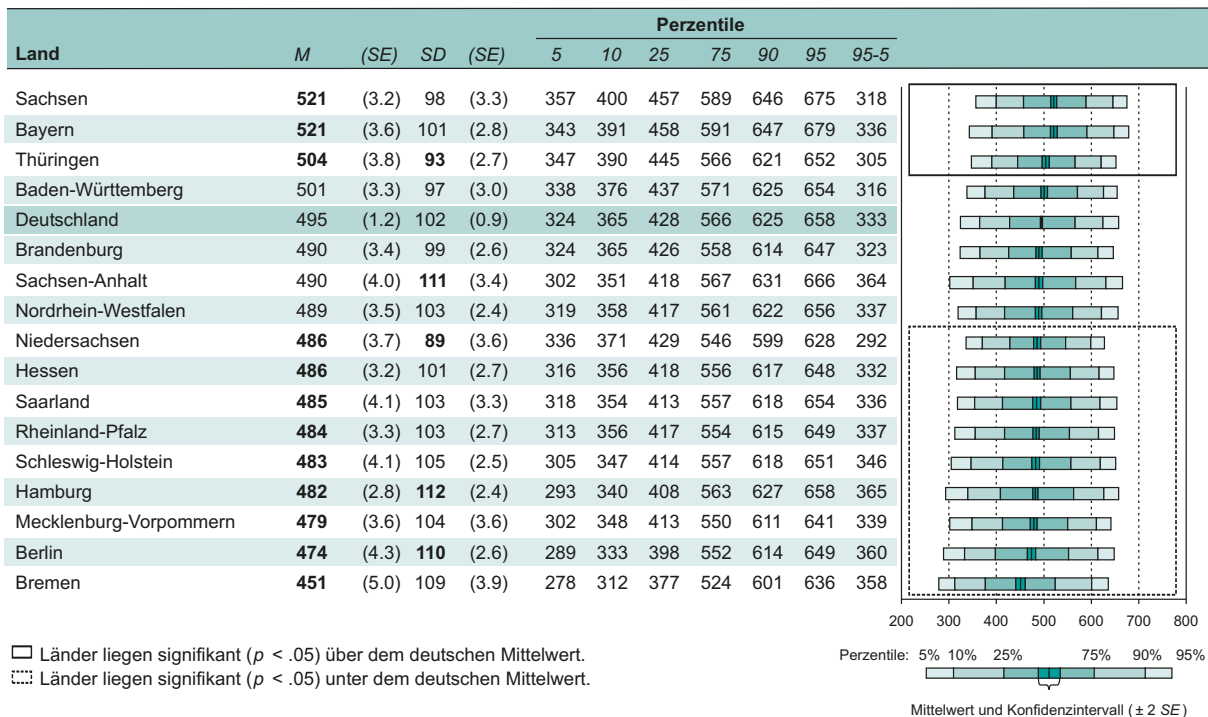 Perzentile
Land M (SE) SD (SE) 5 10 25 75 90 95 95-5
Sachsen 521 (3.2) 98 (3.3) 357 400 457 589 646 675 318
Bayern 521 (3.6) 101 (2.8) 343 391 458 591 647 679 336
Thüringen 504 (3.8) 93 (2.7) 347 390 445 566 621 652 305
Baden-Württemberg 501 (3.3) 97 (3.0) 338 376 437 571 625 654 316
Deutschland 495 (1.2) 102 (0.9) 324 365 428 566 625 658 333
Brandenburg 490 (3.4) 99 (2.6) 324 365 426 558 614 647 323
Sachsen-Anhalt 490 (4.0) 111 (3.4) 302 351 418 567 631 666 364
Nordrhein-Westfalen 489 (3.5) 103 (2.4) 319 358 417 561 622 656 337
Niedersachsen 486 (3.7) 89 (3.6) 336 371 429 546 599 628 292
Hessen 486 (3.2) 101 (2.7) 316 356 418 556 617 648 332
Saarland 485 (4.1) 103 (3.3) 318 354 413 557 618 654 336
Rheinland-Pfalz 484 (3.3) 103 (2.7) 313 356 417 554 615 649 337
Schleswig-Holstein 483 (4.1) 105 (2.5) 305 347 414 557 618 651 346
Hamburg 482 (2.8) 112 (2.4) 293 340 408 563 627 658 365
Mecklenburg-Vorpommern 479 (3.6) 104 (3.6) 302 348 413 550 611 641 339
Berlin 474 (4.3) 110 (2.6) 289 333 398 552 614 649 360
Bremen 451 (5.0) 109 (3.9) 278 312 377 524 601 636 358
200 300 400 500 600 700 800
Länder liegen signifikant (p < .05) über dem deutschen Mittelwert.
Länder liegen signifikant (p < .05) unter dem deutschen Mittelwert.
Perzentile: 5% 10% 25% 75% 90% 95%
Mittelwert und Konfidenzintervall (± 2 SE)